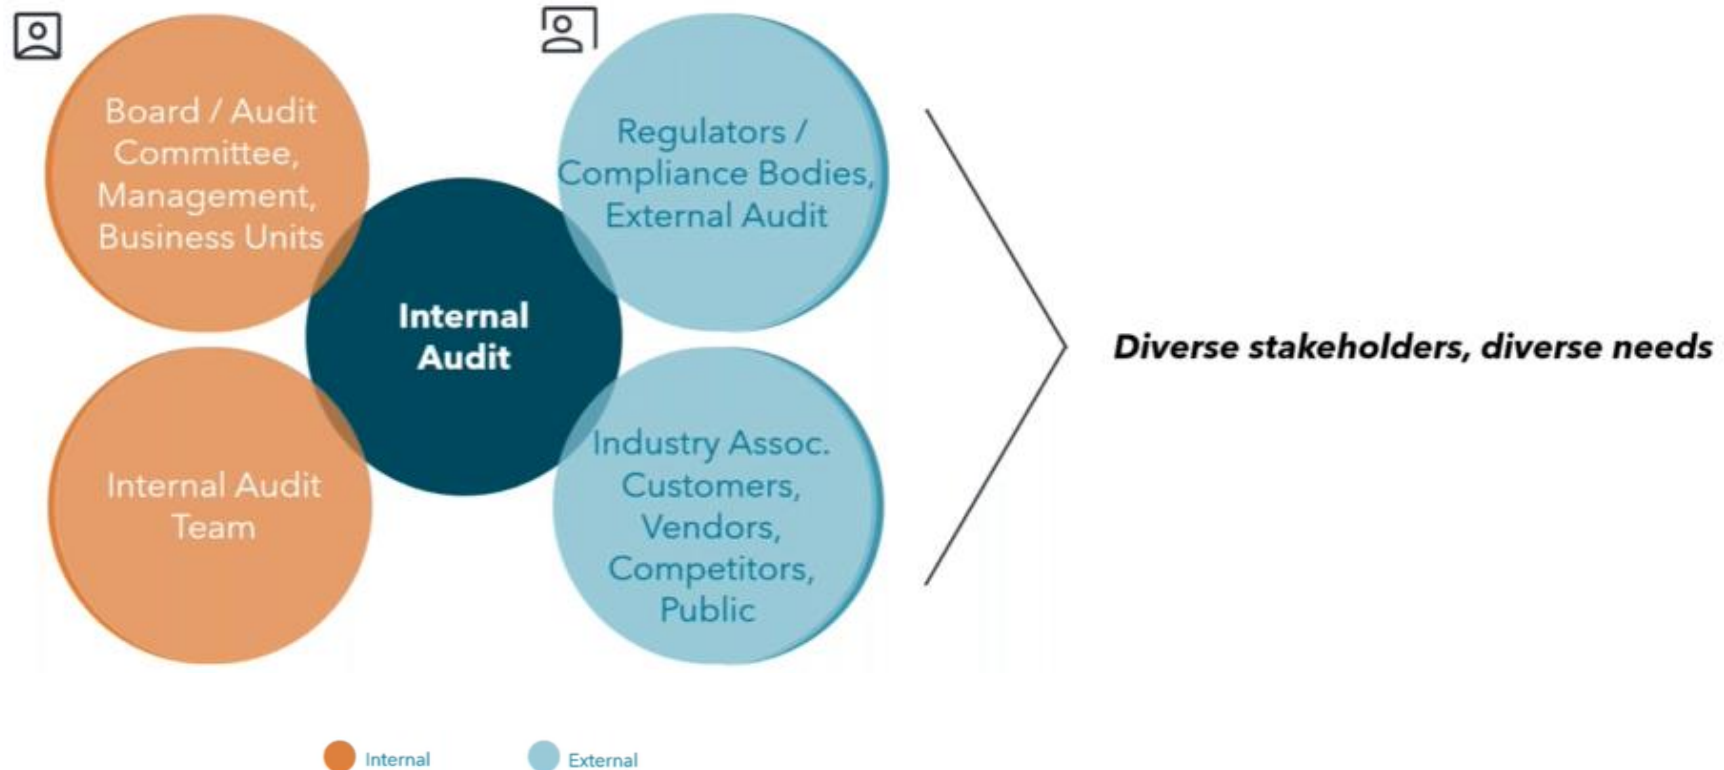 Board / Audit
Committee,
Management,
Business Units
Regulators /
Compliance Bodies,
External Audit
Internal
Audit
Diverse stakeholders, diverse needs
Internal Audit
Team
Industry Assoc.
Customers,
Vendors,
Competitors,
Public
Internal
External